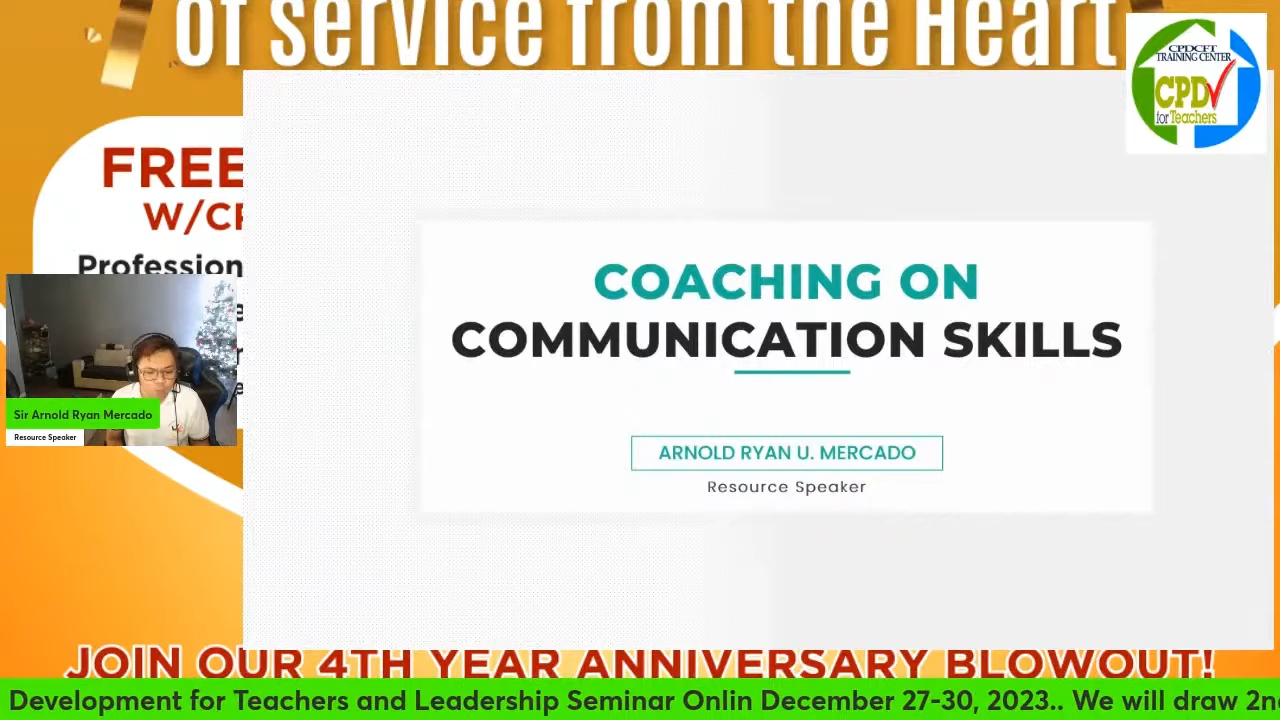 of service from the Heart
CPDCFT
TRAINING CENTER
CPD
for Teachers
FREE
W/CP
Profession
COACHING ON
COMMUNICATION SKILLS
ARNOLD RYAN U. MERCADO
Resource Speaker
Sir Arnold Ryan Mercado
Resource Speaker
JOIN OUR 4TH YEAR ANNIVERSARY BLOWOUT!
Development for Teachers and Leadership Seminar Onlin December 27-30, 2023.. We will draw 2n